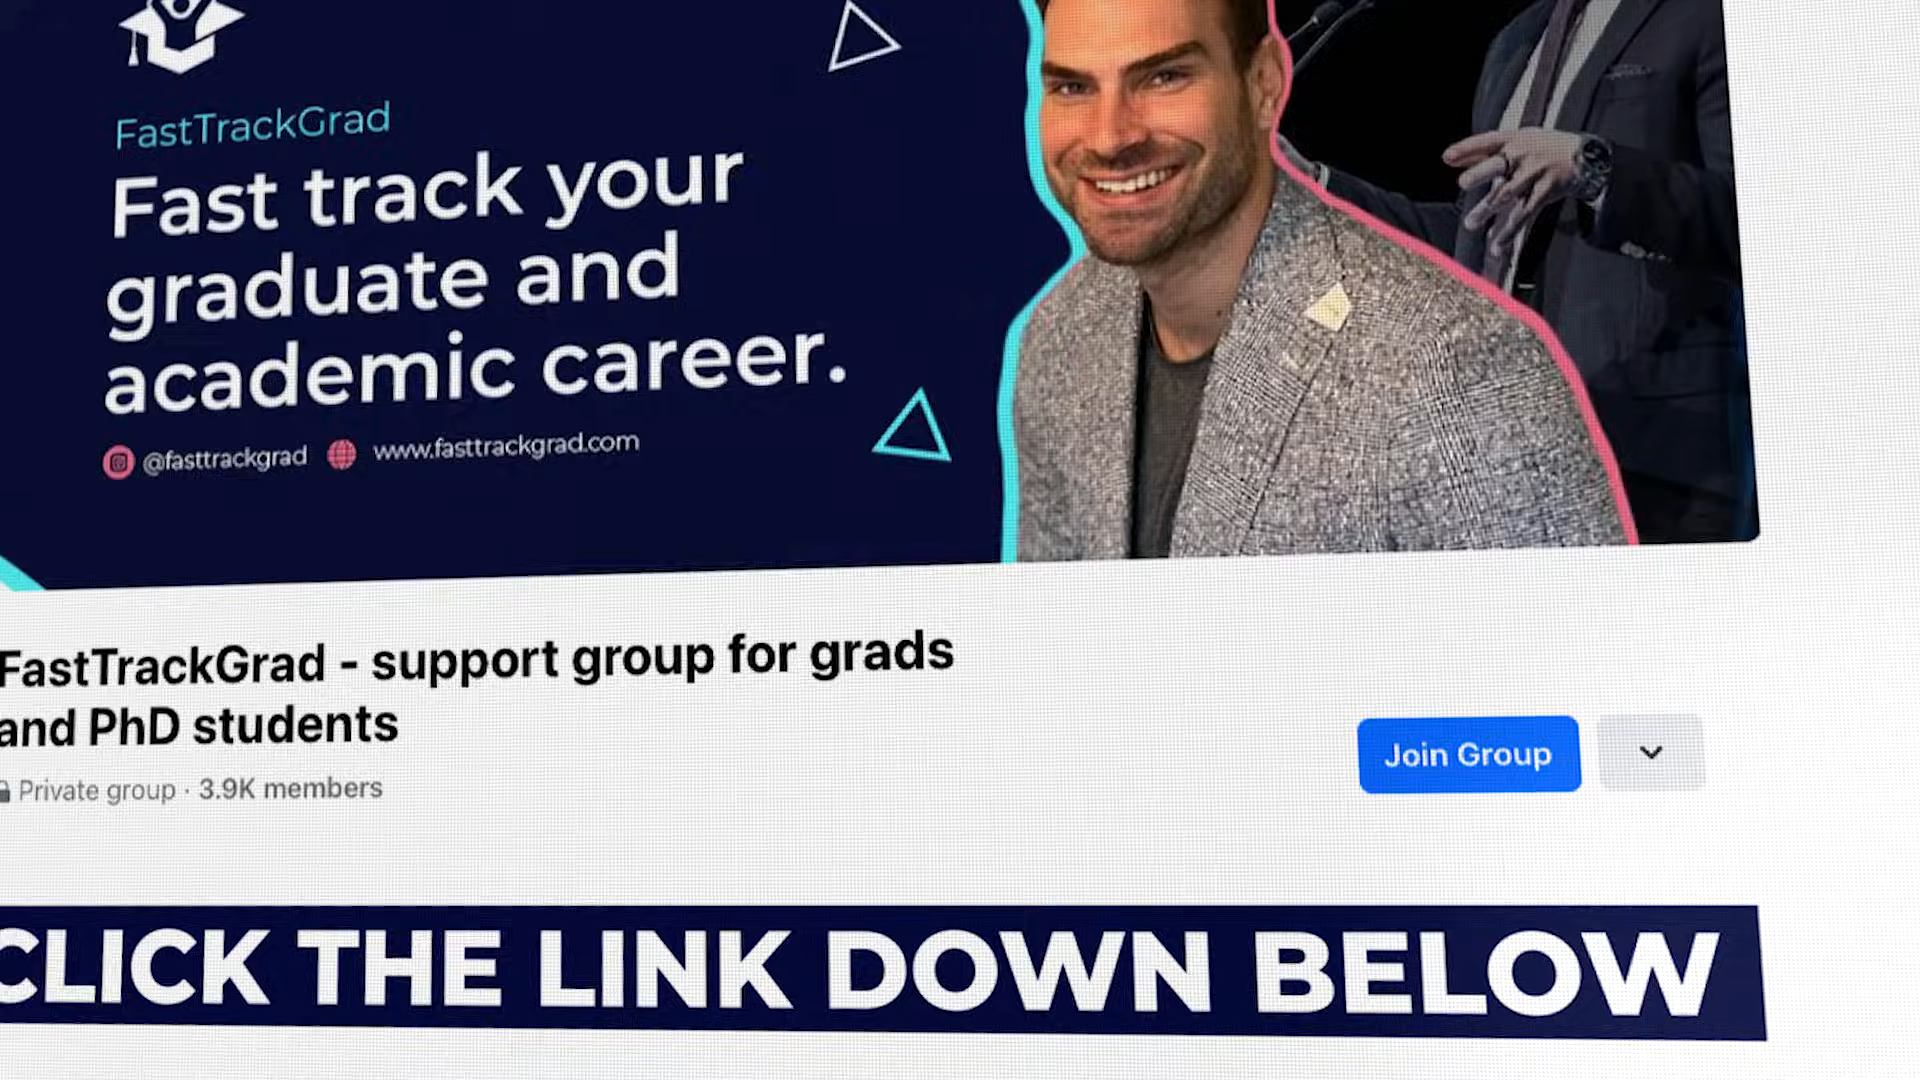 FastTrackGrad
Fast track your
graduate and
academic career.
@fasttrackgrad www.fasttrackgrad.com
FastTrackGrad - support group for grads
and PhD students
Private group · 3.9K members
Join Group
CLICK THE LINK DOWN BELOW